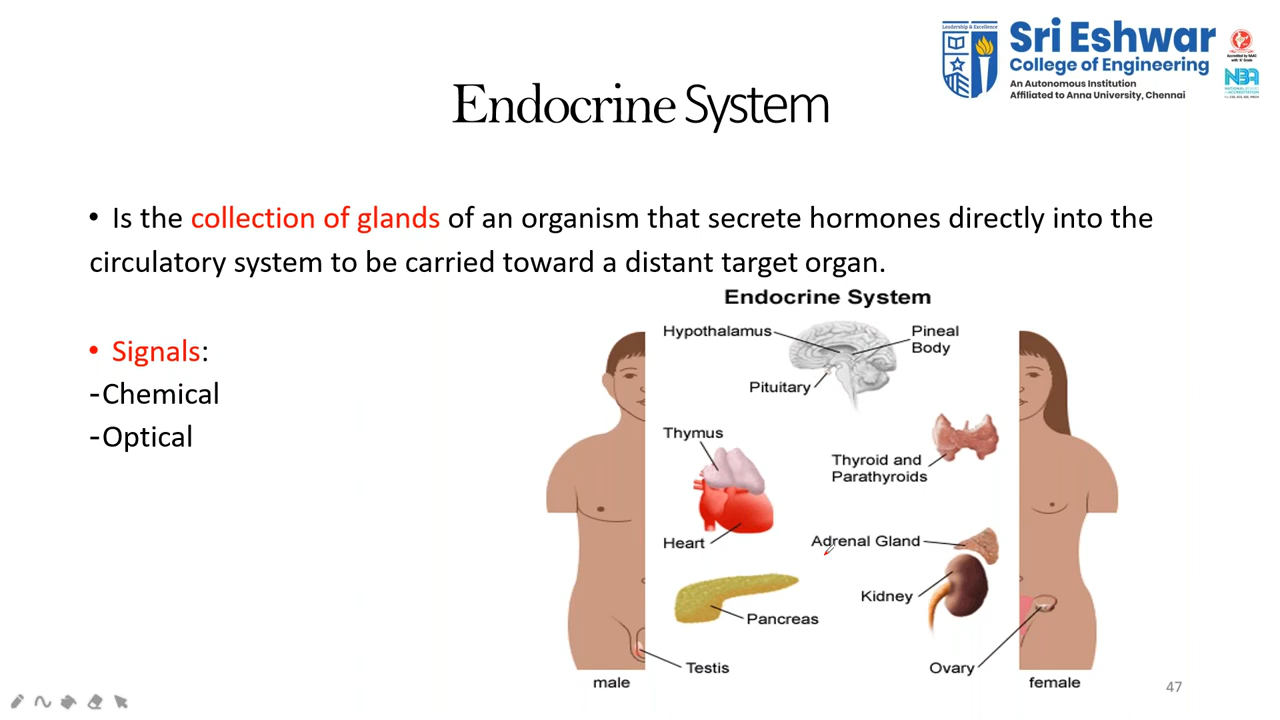 Leadership & Excellence
Sri Eshwar
College of Engineering
An Autonomous Institution
Affiliated to Anna University, Chennai
NBA
Endocrine System
• Is the collection of glands of an organism that secrete hormones directly into the
circulatory system to be carried toward a distant target organ.
• Signals:
-Chemical
-Optical
Endocrine System
Hypothalamus
Pineal
Body
Pituitary
Thymus
Thyroid and
Parathyroids
Heart
Adrenal Gland
Kidney
Pancreas
Testis
Ovary
male
female
47